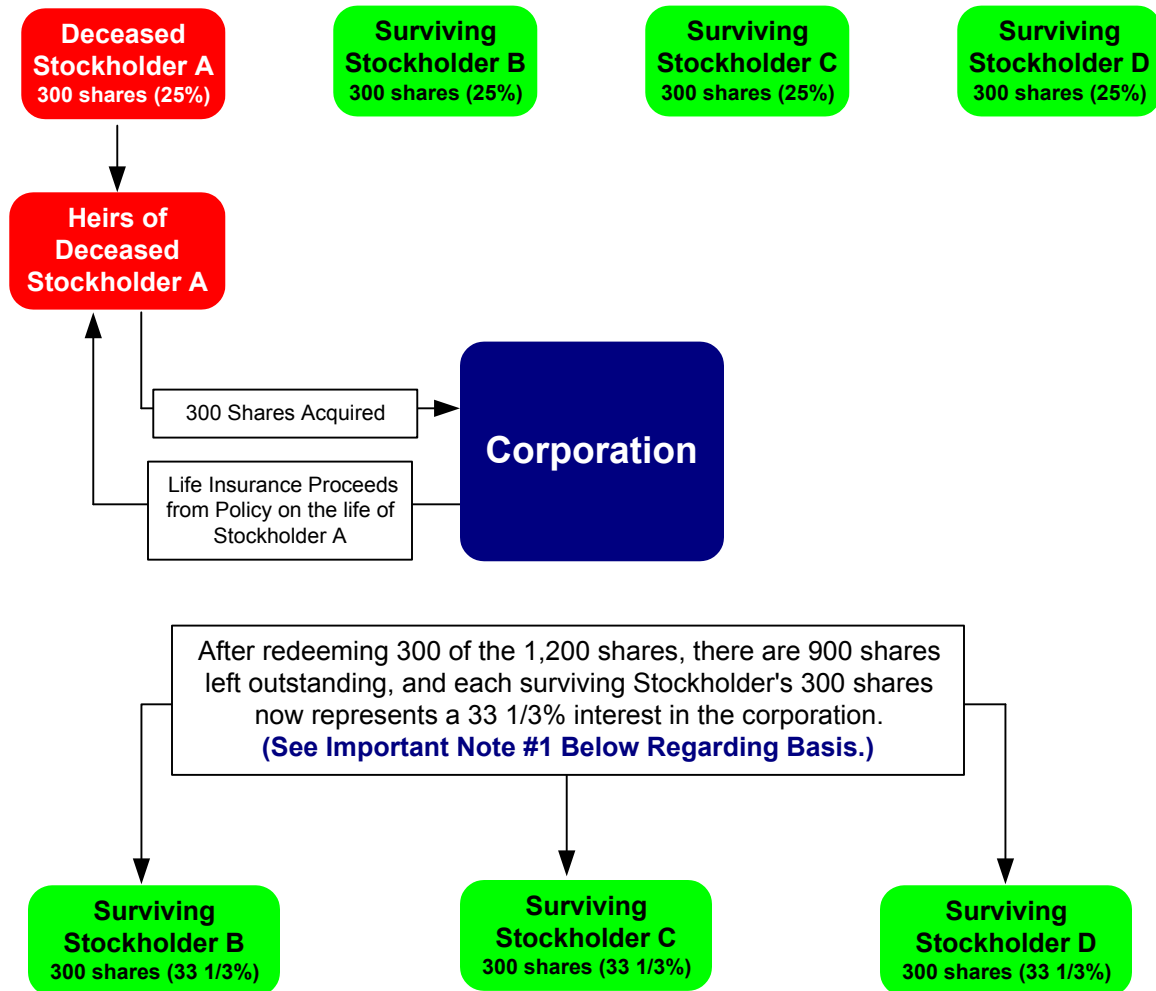 Deceased
Stockholder A
300 shares (25%)
Surviving
Stockholder B
300 shares (25%)
Surviving
Stockholder C
300 shares (25%)
Surviving
Stockholder D
300 shares (25%)
Heirs of
Deceased
Stockholder A
300 Shares Acquired
Life Insurance Proceeds
from Policy on the life of
Stockholder A
Corporation
After redeeming 300 of the 1,200 shares, there are 900 shares
left outstanding, and each surviving Stockholder's 300 shares
now represents a 33 1/3% interest in the corporation.
(See Important Note #1 Below Regarding Basis.)
Surviving
Stockholder B
300 shares (33 1/3%)
Surviving
Stockholder C
300 shares (33 1/3%)
Surviving
Stockholder D
300 shares (33 1/3%)